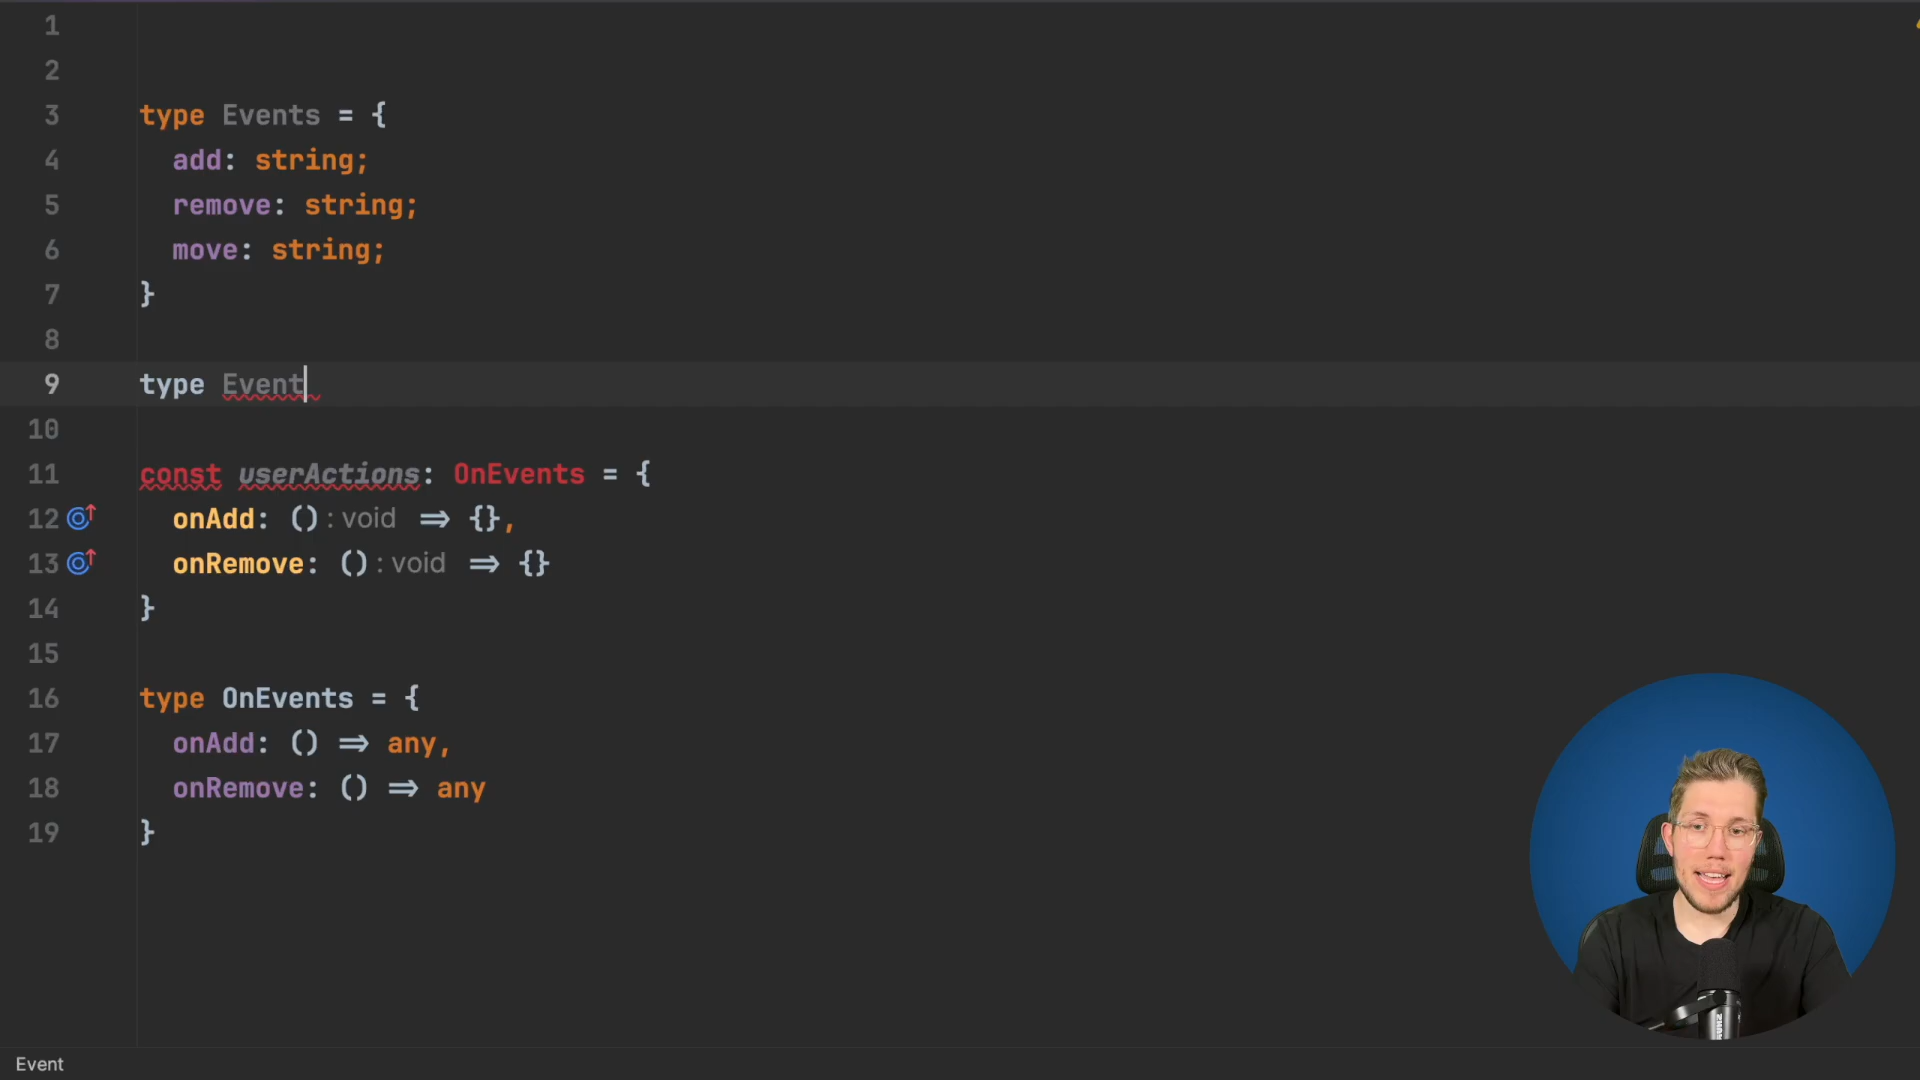 1
2
3 type Events = {
4 add: string;
5 remove: string;
6 move: string;
7 }
8
9 type Event
10
11 const userActions: OnEvents = {
12 onAdd: () : void ⇒ {},
13 onRemove: () : void ⇒ {}
14 }
15
16 type OnEvents = {
17 onAdd: () ⇒ any,
18 onRemove: () ⇒ any
19 }
Event